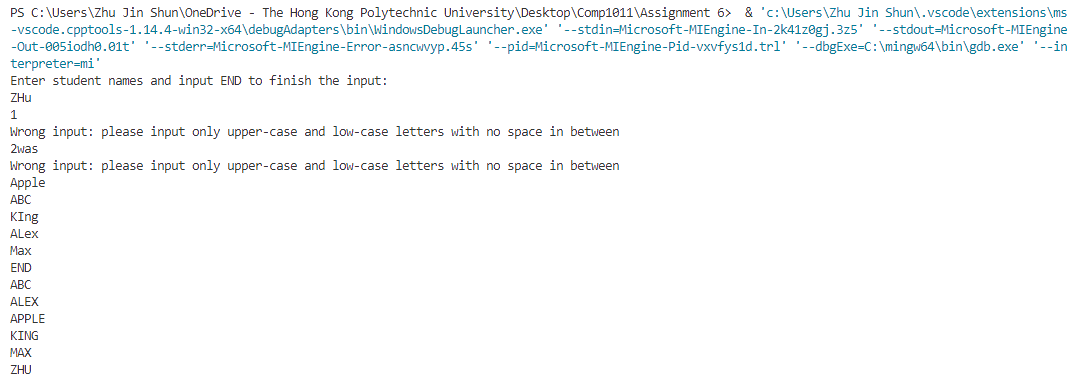 PS C:\Users\Zhu Jin Shun\OneDrive - The Hong Kong Polytechnic University\Desktop\Comp1011\Assignment 6>  & 'c:\Users\Zhu Jin Shun\.vscode\extensions\ms
-vscode.cpptools-1.14.4-win32-x64\debugAdapters\bin\WindowsDebugLauncher.exe' '--stdin=Microsoft-MIEngine-In-2k41z0gj.3z5' '--stdout=Microsoft-MIEngine
-Out-005iodh0.01t' '--stderr=Microsoft-MIEngine-Error-asncwvyp.45s' '--pid=Microsoft-MIEngine-Pid-vxvfys1d.trl' '--dbgExe=C:\mingw64\bin\gdb.exe' '--in
terpreter=mi'
Enter student names and input END to finish the input:
ZHu
1
Wrong input: please input only upper-case and low-case letters with no space in between
2was
Wrong input: please input only upper-case and low-case letters with no space in between
Apple
ABC
KIng
ALex
Max
END
ABC
ALEX
APPLE
KING
MAX
ZHU